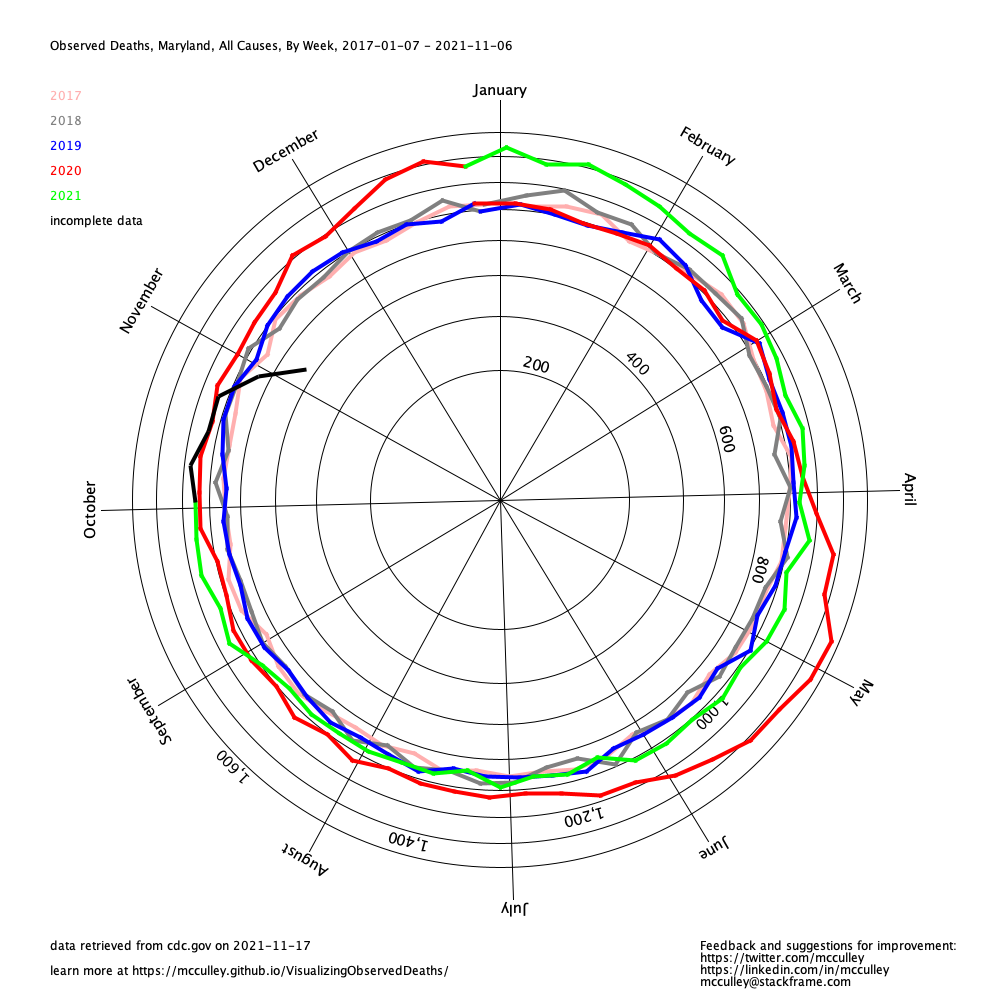 Observed Deaths, Maryland, All Causes, By Week, 2017-01-07 - 2021-11-06
2017
2018
2019
2020
2021
incomplete data
January
February
March
April
May
June
July
August
September
October
November
December
200
400
600
800
1,000
1,200
1,400
1,600
data retrieved from cdc.gov on 2021-11-17
learn more at https://mcculley.github.io/VisualizingObservedDeaths/
Feedback and suggestions for improvement:
https://twitter.com/mcculley
https://linkedin.com/in/mcculley
mcculley@stackframe.com